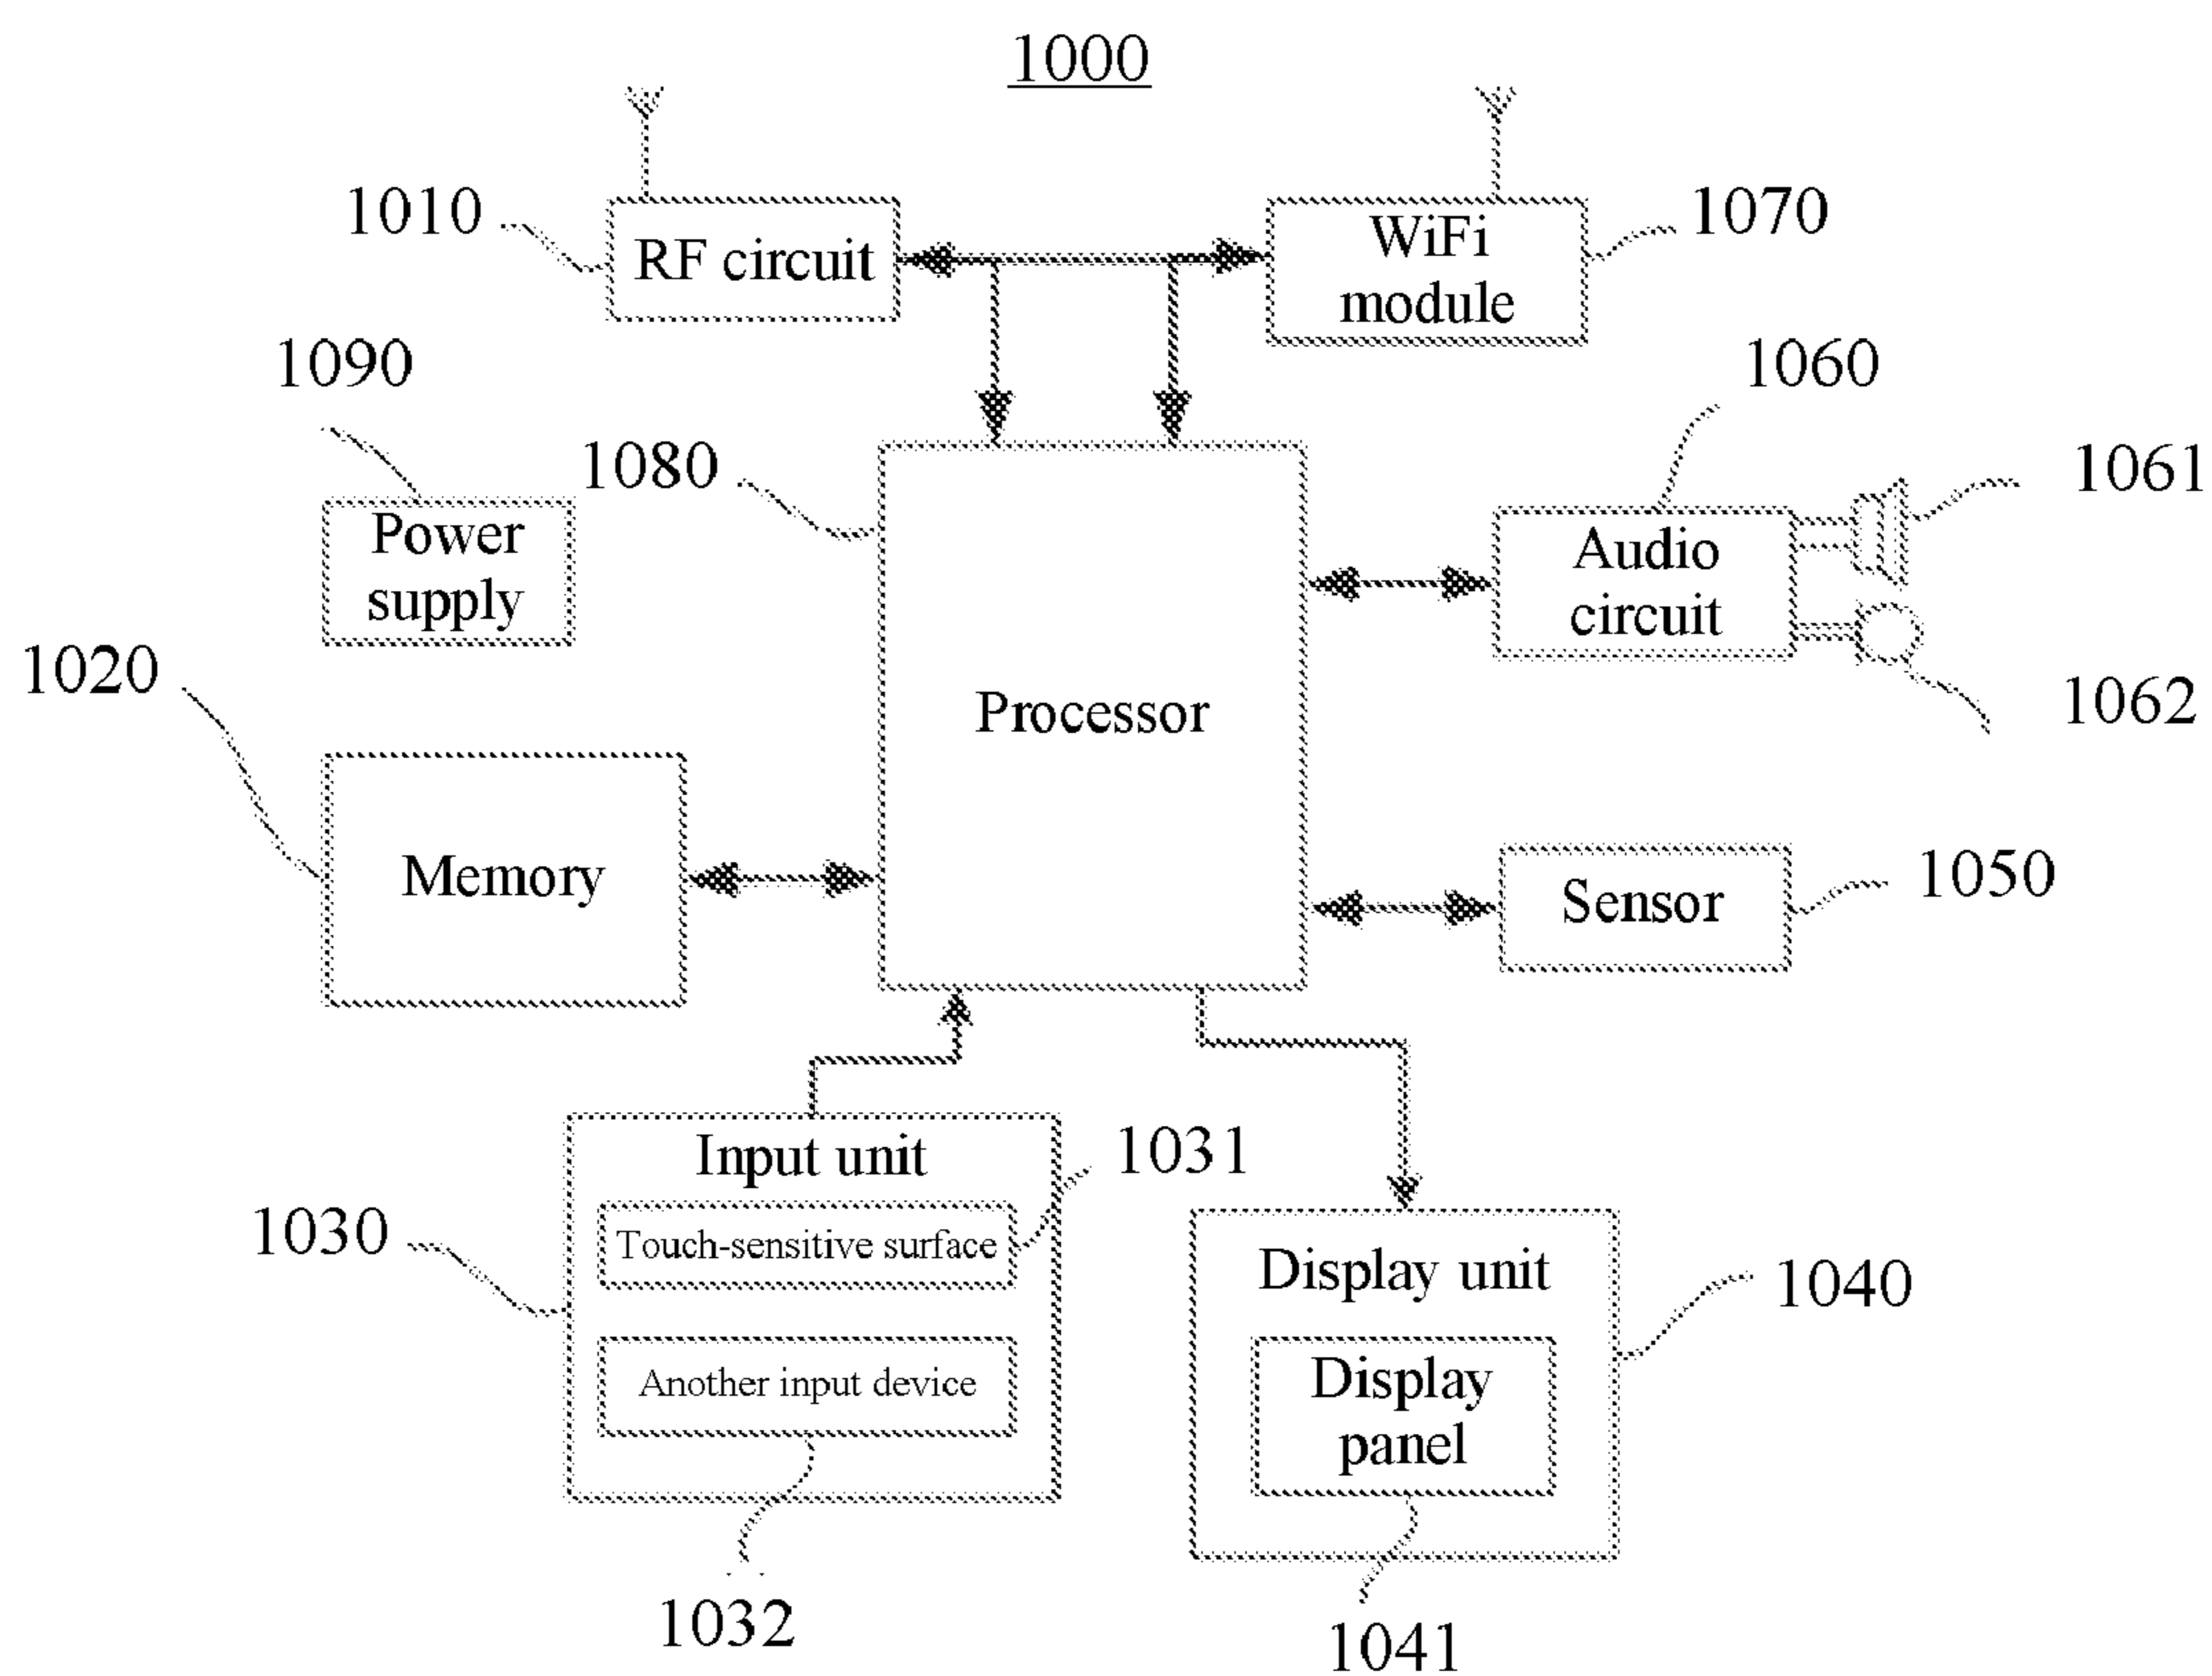 1000
1010
RF circuit
WiFi
module
1070
1090
1060
1080
1061
Power
supply
Audio
circuit
1020
1062
Processor
Memory
Sensor
1050
Input unit
1031
1030
Touch-sensitive surface
Display unit
1040
Another input device
Display
panel
1032
1041